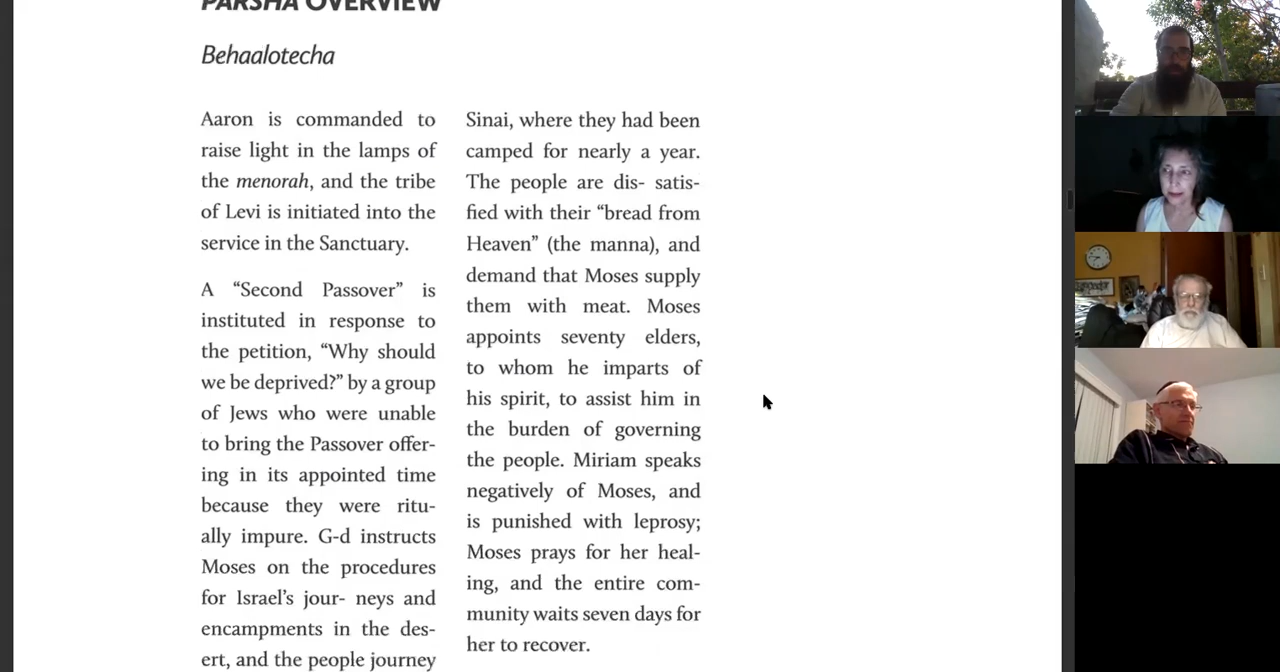 PARSHA OVERVIEW
Behaalotecha
Aaron is commanded to
raise light in the lamps of
the menorah, and the tribe
of Levi is initiated into the
service in the Sanctuary.
A “Second Passover” is
instituted in response to
the petition, “Why should
we be deprived?” by a group
of Jews who were unable
to bring the Passover offer-
ing in its appointed time
because they were ritu-
ally impure. G-d instructs
Moses on the procedures
for Israel’s jour- neys and
encampments in the des-
ert, and the people journey
Sinai, where they had been
camped for nearly a year.
The people are dis- satis-
fied with their “bread from
Heaven” (the manna), and
demand that Moses supply
them with meat. Moses
appoints seventy elders,
to whom he imparts of
his spirit, to assist him in
the burden of governing
the people. Miriam speaks
negatively of Moses, and
is punished with leprosy;
Moses prays for her heal-
ing, and the entire com-
munity waits seven days for
her to recover.